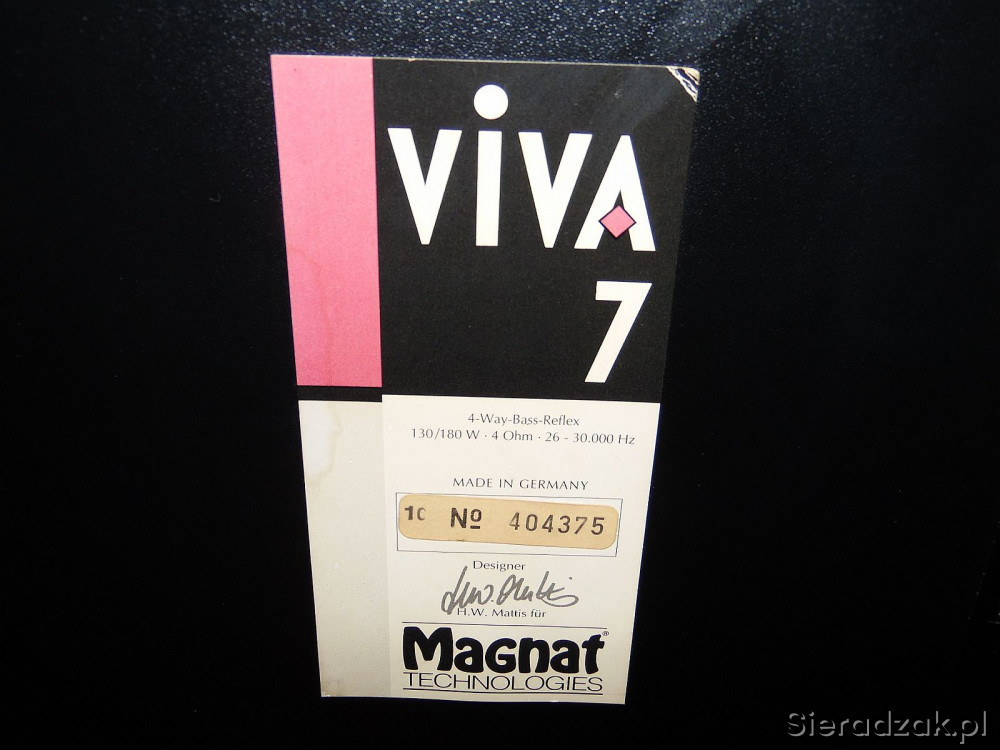 ViVA
7
4-Way-Bass-Reflex
130/180 W · 4 Ohm · 26 - 30.000 Hz
MADE IN GERMANY
10 Nº 404375
Designer
H.W. Mattis
H.W. Mattis für
Magnat®
TECHNOLOGIES
Sieradzak.pl